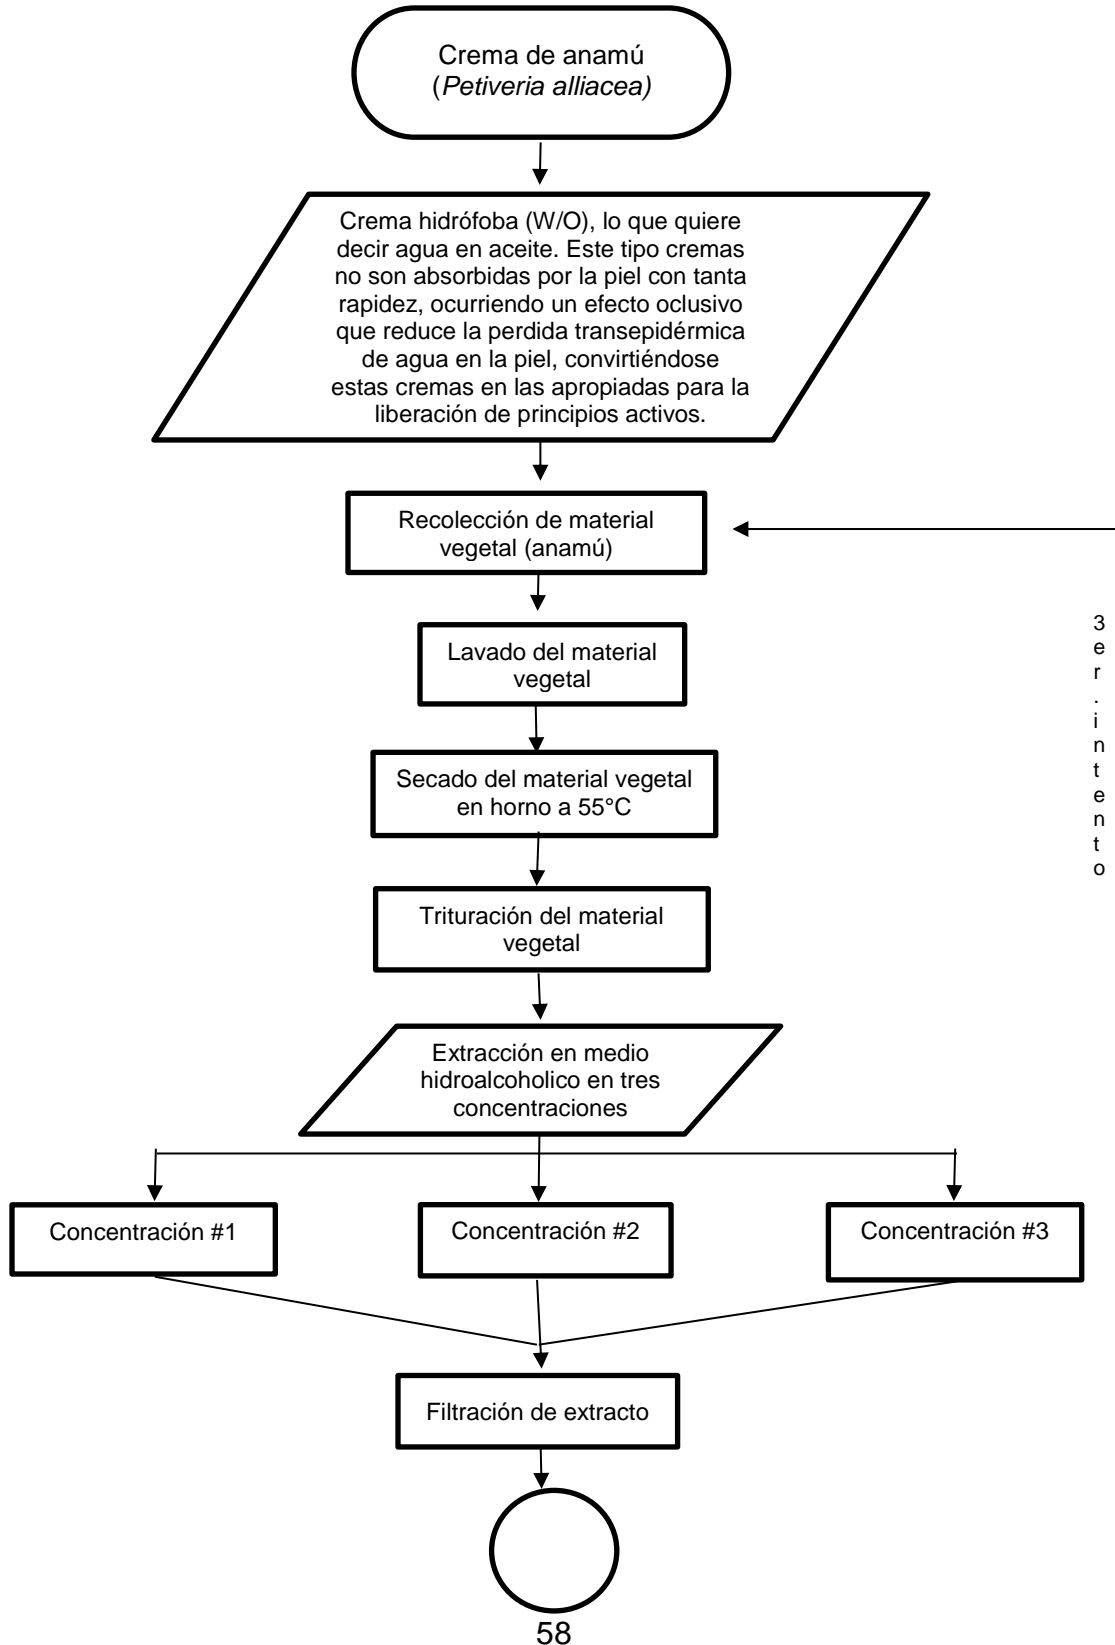 Crema de anamú
(Petiveria alliacea)
Crema hidrófoba (W/O), lo que quiere
decir agua en aceite. Este tipo cremas
no son absorbidas por la piel con tanta
rapidez, ocurriendo un efecto oclusivo
que reduce la perdida transepidérmica
de agua en la piel, convirtiéndose
estas cremas en las apropiadas para la
liberación de principios activos.
Recolección de material
vegetal (anamú)
3er.intento
Lavado del material
vegetal
Secado del material vegetal
en horno a 55°C
Trituración del material
vegetal
Extracción en medio
hidroalcoholico en tres
concentraciones
Concentración #1
Concentración #2
Concentración #3
Filtración de extracto
58